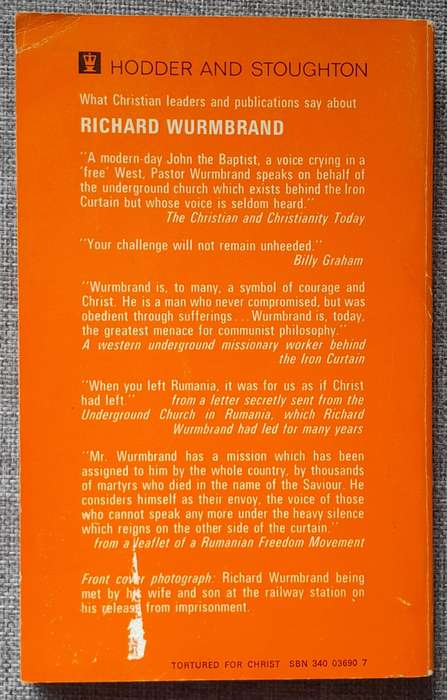 HODDER AND STOUGHTON
What Christian leaders and publications say about
RICHARD WURMBRAND
"A modern-day John the Baptist, a voice crying in a
'free' West, Pastor Wurmbrand speaks on behalf of
the underground church which exists behind the Iron
Curtain but whose voice is seldom heard."
The Christian and Christianity Today
"Your challenge will not remain unheeded."
Billy Graham
"Wurmbrand is, to many, a symbol of courage and
Christ. He is a man who never compromised, but was
obedient through sufferings... Wurmbrand is, today,
the greatest menace for communist philosophy."
A western underground missionary worker behind
the Iron Curtain
"When you left Rumania, it was for us as if Christ
had left." from a letter secretly sent from the
Underground Church in Rumania, which Richard
Wurmbrand had led for many years
"Mr. Wurmbrand has a mission which has been
assigned to him by the whole country, by thousands
of martyrs who died in the name of the Saviour. He
considers himself as their envoy, the voice of those
who cannot speak any more under the heavy silence
which reigns on the other side of the curtain."
from a leaflet of a Rumanian Freedom Movement
Front cover photograph: Richard Wurmbrand being
met by his wife and son at the railway station on
his release from imprisonment.
TORTURED FOR CHRIST SBN 340 03690 7